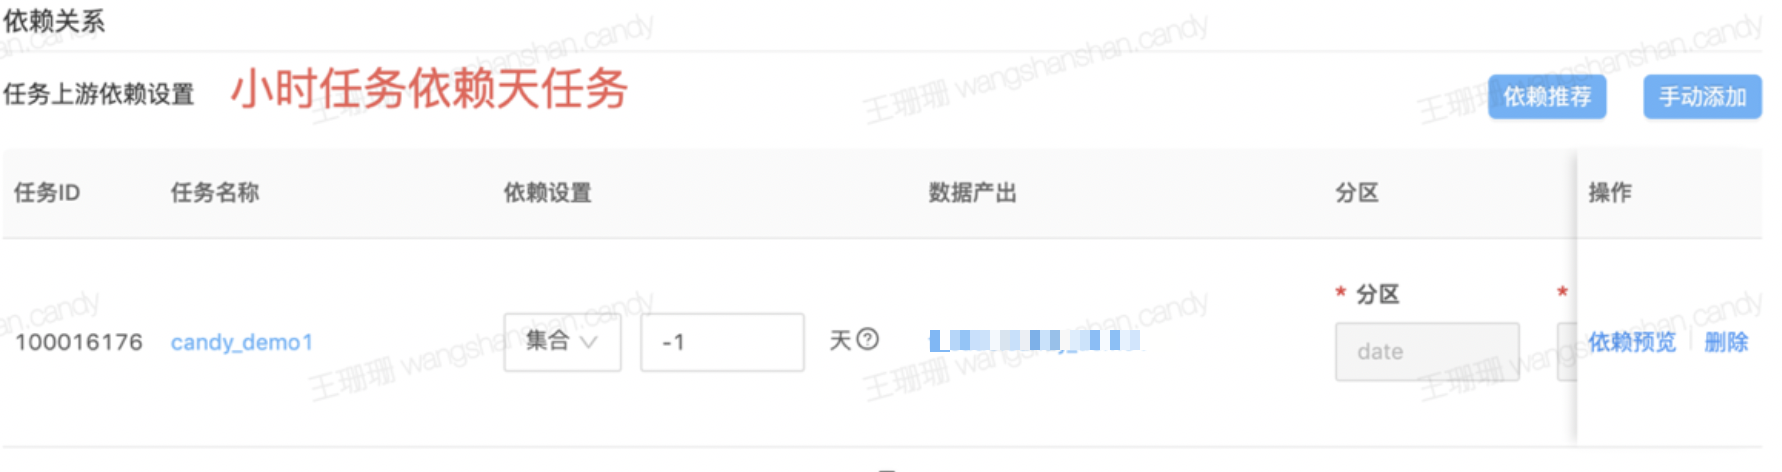 依赖关系
任务上游依赖设置 小时任务依赖天任务 依赖推荐 手动添加
任务ID 任务名称 依赖设置 数据产出 分区 操作
* 分区 *
100016176 candy_demo1 集合 -1 天 ? date 依赖预览 删除
王珊珊 wangshanshan.candy